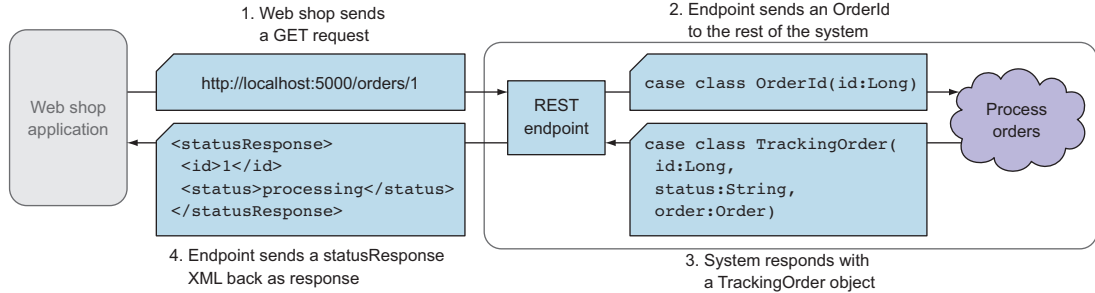 1. Web shop sends
a GET request
2. Endpoint sends an OrderId
to the rest of the system
Web shop
application
http://localhost:5000/orders/1
REST
endpoint
case class OrderId(id:Long)
Process
orders
<statusResponse>
<id>1</id>
<status>processing</status>
</statusResponse>
case class TrackingOrder(
id:Long,
status:String,
order:Order)
4. Endpoint sends a statusResponse
XML back as response
3. System responds with
a TrackingOrder object